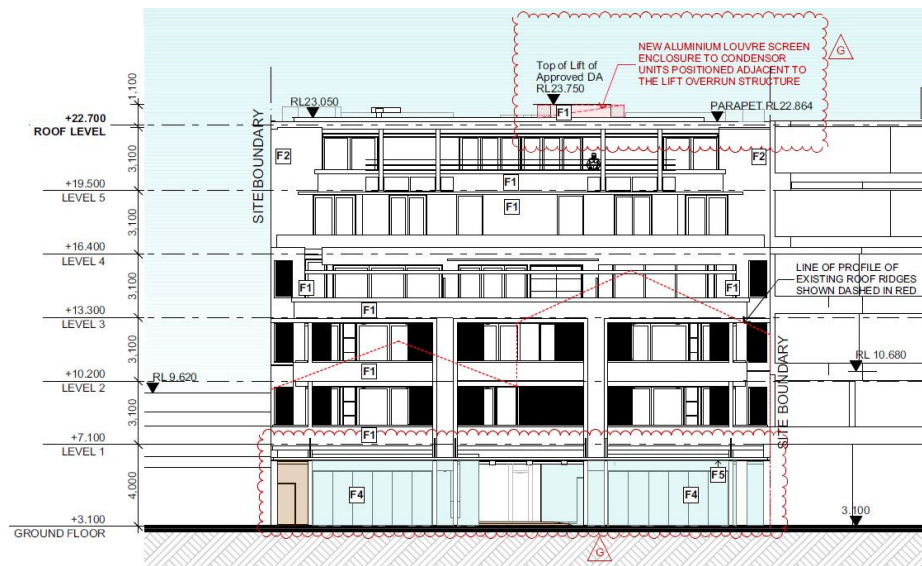 NEW ALUMINIUM LOUVRE SCREEN
ENCLOSURE TO CONDENSOR
UNITS POSITIONED ADJACENT TO
THE LIFT OVERRUN STRUCTURE
G
Top of Lift of
Approved DA
RL23.750
1,100
RL23.050
F1
PARAPET RL22.864
+22.700
ROOF LEVEL
3,100
F2
F2
F1
+19.500
LEVEL 5
SITE BOUNDARY
F1
3,100
+16.400
LEVEL 4
3,100
F1
F1
LINE OF PROFILE OF
EXISTING ROOF RIDGES
SHOWN DASHED IN RED
F1
+13.300
LEVEL 3
3,100
RL 9.620
F1
RL 10.680
+10.200
LEVEL 2
SITE BOUNDARY
3,100
F1
+7.100
LEVEL 1
4,000
F5
F4
F4
3.100
+3.100
GROUND FLOOR
G